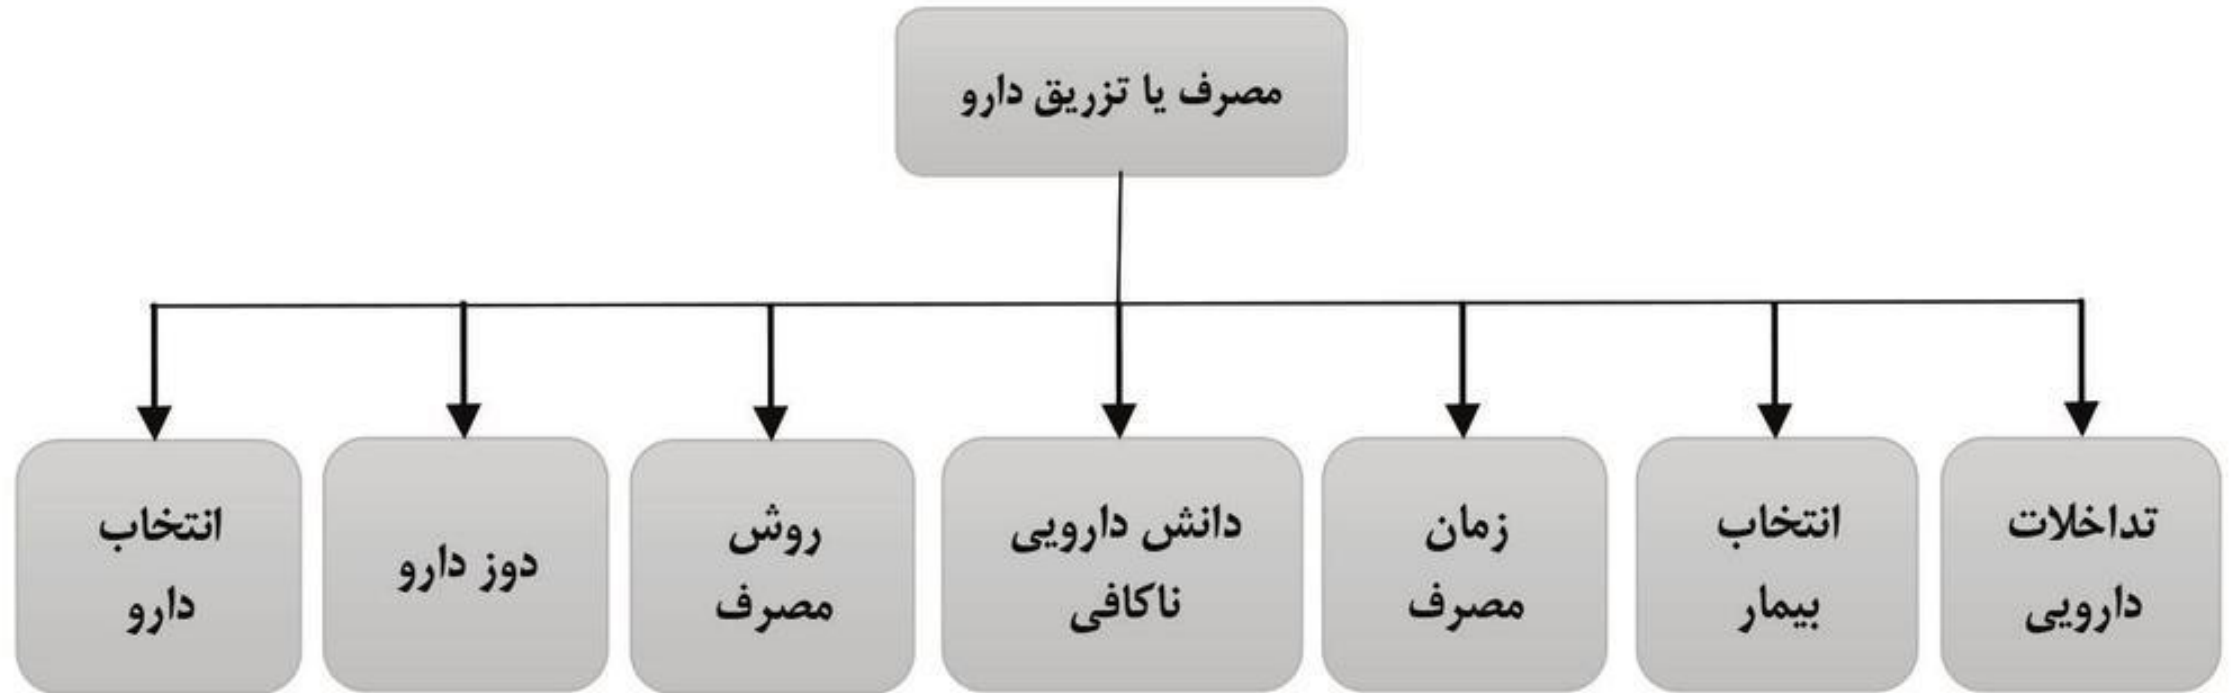 مصرف یا تزریق دارو
تداخلات
دارویی
انتخاب
بیمار
زمان
مصرف
دانش دارویی
ناکافی
روش
مصرف
دوز دارو
انتخاب
دارو